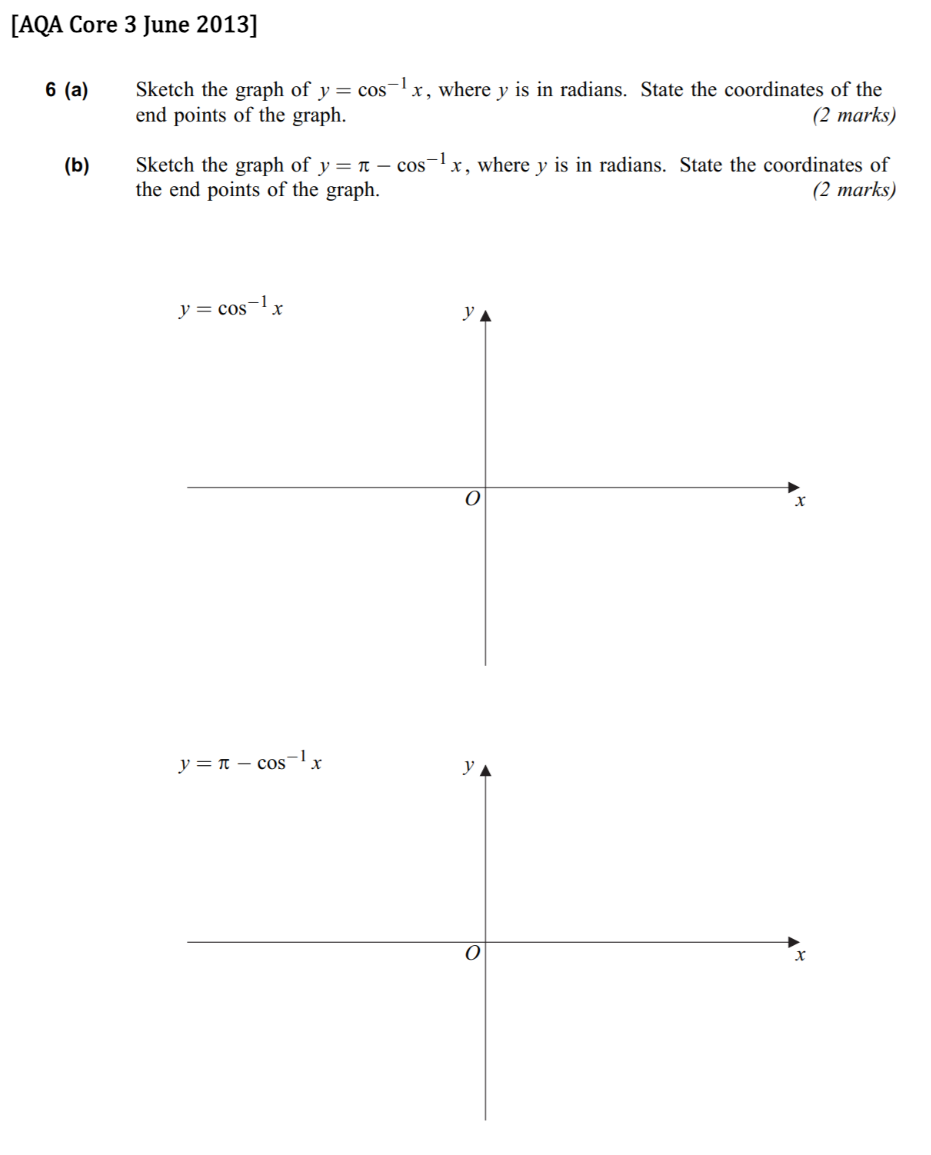 [AQA Core 3 June 2013]
6 (a) Sketch the graph of y = cos⁻¹ x, where y is in radians. State the coordinates of the
end points of the graph. (2 marks)
(b) Sketch the graph of y = π − cos⁻¹ x, where y is in radians. State the coordinates of
the end points of the graph. (2 marks)
y = cos⁻¹ x
y
O
x
y = π − cos⁻¹ x
y
O
x